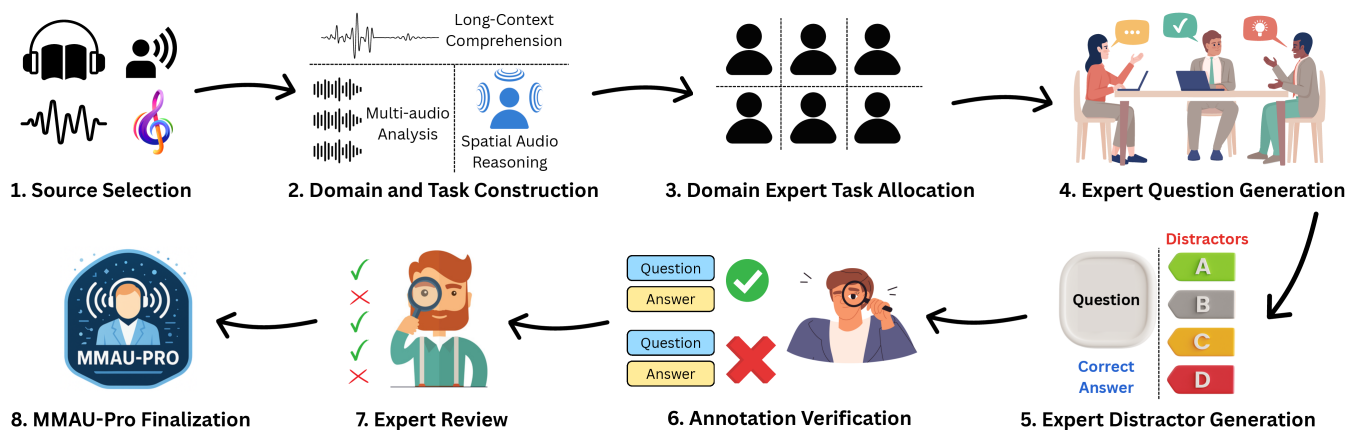 Long-Context
Comprehension
Multi-audio
Analysis
Spatial Audio
Reasoning
1. Source Selection
2. Domain and Task Construction
3. Domain Expert Task Allocation
4. Expert Question Generation
Distractors
Question
A
B
C
D
Correct
Answer
5. Expert Distractor Generation
Question
Answer
Question
Answer
6. Annotation Verification
7. Expert Review
MMAU-PRO
8. MMAU-Pro Finalization